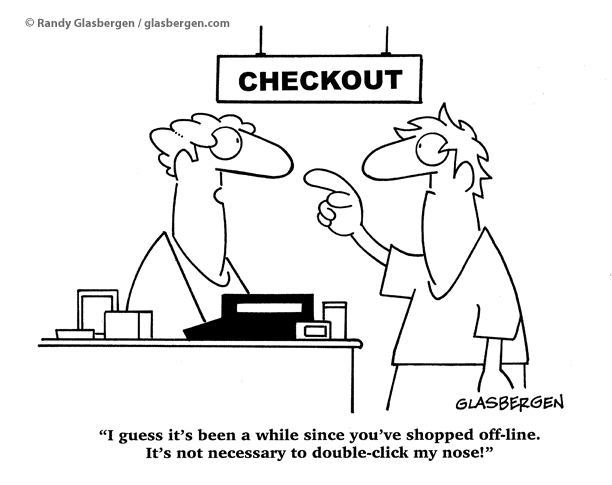 © Randy Glasbergen / glasbergen.com
CHECKOUT
GLASBERGEN
“I guess it’s been a while since you’ve shopped off-line.
It’s not necessary to double-click my nose!”